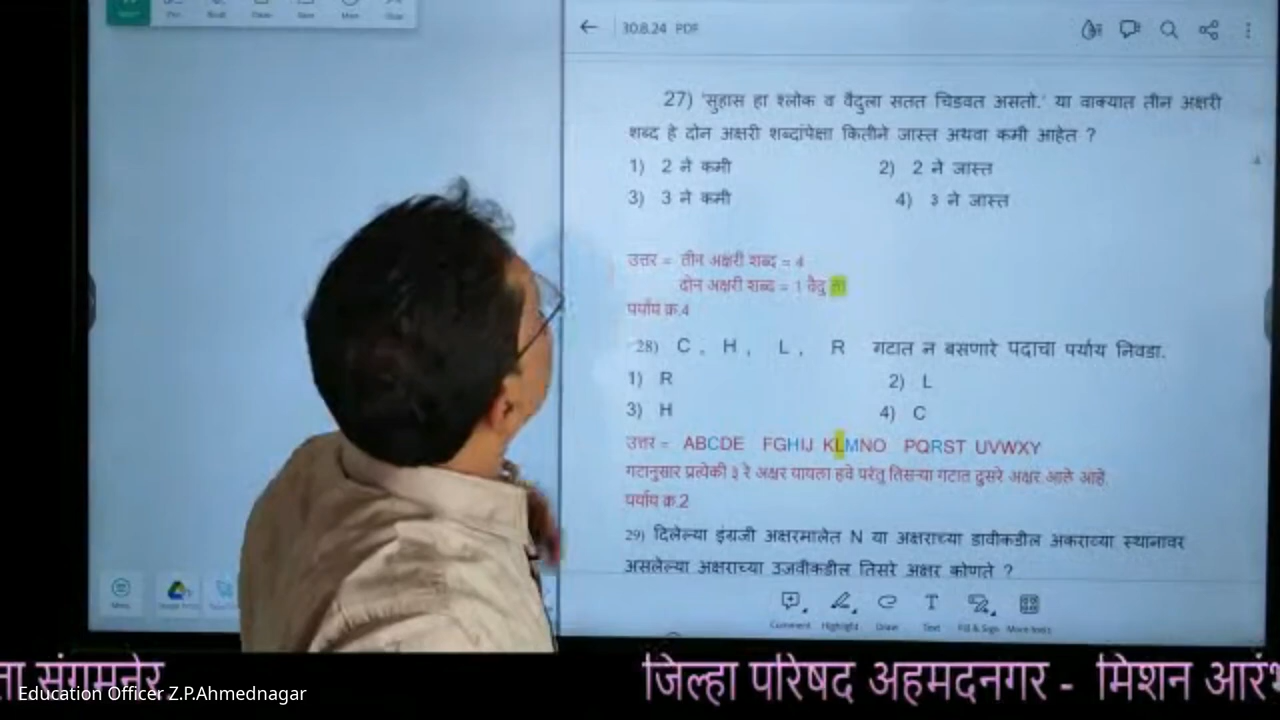 30.8.24 PDF
27) 'सुहास हा श्लोक व वैदुला सतत चिडवत असतो.' या वाक्यात तीन अक्षरी
शब्द हे दोन अक्षरी शब्दांपेक्षा कितीने जास्त अथवा कमी आहेत ?
1) 2 ने कमी 2) 2 ने जास्त
3) 3 ने कमी 4) ३ ने जास्त
उत्तर = तीन अक्षरी शब्द = 4
दोन अक्षरी शब्द = 1 वैदु
पर्याय क्र.4
28) C , H , L , R गटात न बसणारे पदाचा पर्याय निवडा.
1) R 2) L
3) H 4) C
उत्तर = ABCDE FGHIJ KLMNO PQRST UVWXY
गटानुसार प्रत्येकी ३ रे अक्षर यायला हवे परंतु तिसऱ्या गटात दुसरे अक्षर आले आहे.
पर्याय क्र.2
29) दिलेल्या इंग्रजी अक्षरमालेत N या अक्षराच्या डावीकडील अकराव्या स्थानावर
असलेल्या अक्षराच्या उजवीकडील तिसरे अक्षर कोणते ?
Comment Highlight Draw Text Fill & Sign More tools
ता संगमनेर जिल्हा परिषद अहमदनगर - मिशन आरंभ
Education Officer Z.P.Ahmednagar